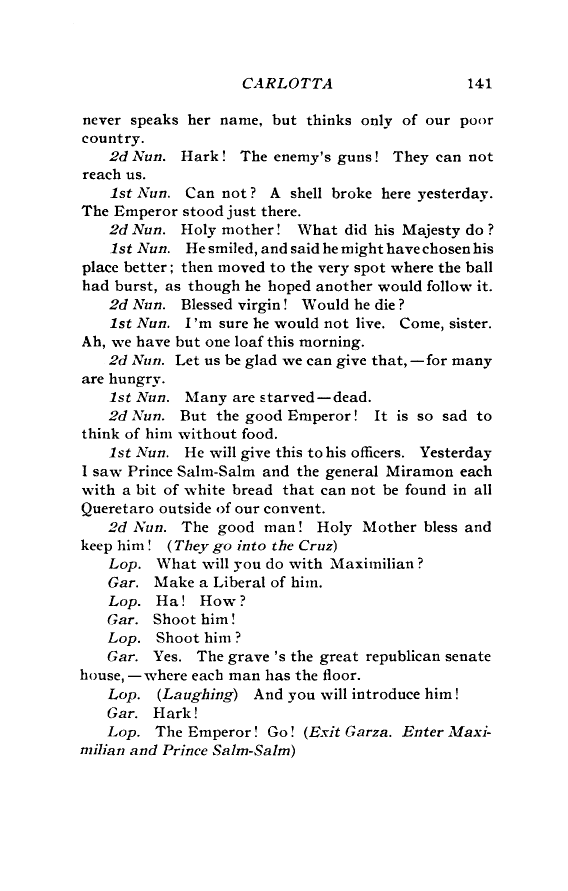 CARLOTTA 141
never speaks her name, but thinks only of our poor
country.
2d Nun. Hark! The enemy's guns! They can not
reach us.
1st Nun. Can not? A shell broke here yesterday.
The Emperor stood just there.
2d Nun. Holy mother! What did his Majesty do?
1st Nun. He smiled, and said he might have chosen his
place better; then moved to the very spot where the ball
had burst, as though he hoped another would follow it.
2d Nun. Blessed virgin! Would he die?
1st Nun. I'm sure he would not live. Come, sister.
Ah, we have but one loaf this morning.
2d Nun. Let us be glad we can give that,—for many
are hungry.
1st Nun. Many are starved—dead.
2d Nun. But the good Emperor! It is so sad to
think of him without food.
1st Nun. He will give this to his officers. Yesterday
I saw Prince Salm-Salm and the general Miramon each
with a bit of white bread that can not be found in all
Queretaro outside of our convent.
2d Nun. The good man! Holy Mother bless and
keep him! (They go into the Cruz)
Lop. What will you do with Maximilian?
Gar. Make a Liberal of him.
Lop. Ha! How?
Gar. Shoot him!
Lop. Shoot him?
Gar. Yes. The grave 's the great republican senate
house,—where each man has the floor.
Lop. (Laughing) And you will introduce him!
Gar. Hark!
Lop. The Emperor! Go! (Exit Garza. Enter Maxi-
milian and Prince Salm-Salm)